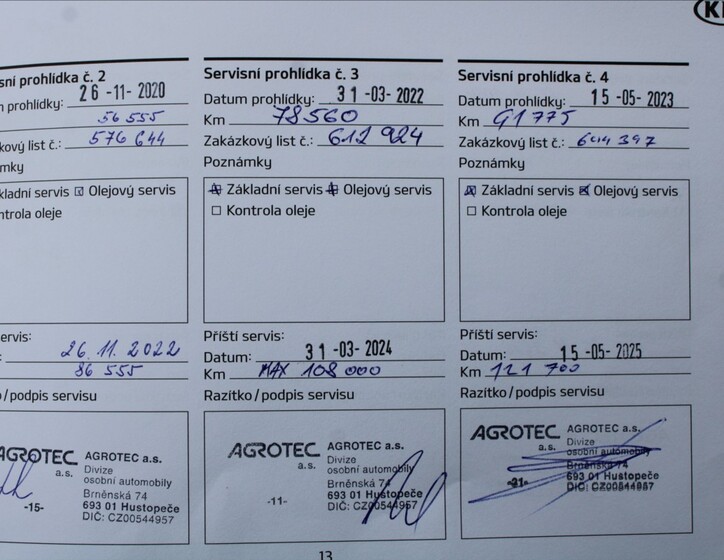 KI
sní prohlídka č. 2
m prohlídky: 26 -11- 2020
56 555
kový list č.: 576 644
mky
kladní servis ☑ Olejový servis
ntrola oleje
ervis:
: 26. 11. 2022
86 555
o/podpis servisu
AGROTEC a.s.
AGROTEC a.s.
Divize
osobní automobily
Brněnská 74
693 01 Hustopeče
DIČ: CZ00544957
-15-
Servisní prohlídka č. 3
Datum prohlídky: 31 -03- 2022
Km 78560
Zakázkový list č.: 612 924
Poznámky
☒ Základní servis ☒ Olejový servis
☐ Kontrola oleje
Příští servis:
Datum: 31 -03- 2024
Km MAX 108 000
Razítko/podpis servisu
AGROTEC a.s.
AGROTEC a.s.
Divize
osobní automobily
Brněnská 74
693 01 Hustopeče
DIČ: CZ00544957
-11-
Servisní prohlídka č. 4
Datum prohlídky: 15 -05- 2023
Km 91 775
Zakázkový list č.: 644 397
Poznámky
☒ Základní servis ☒ Olejový servis
☐ Kontrola oleje
Příští servis:
Datum: 15 -05- 2025
Km 121 700
Razítko/podpis servisu
AGROTEC a.s.
AGROTEC a.s.
Divize
osobní automobily
Brněnská 74
693 01 Hustopeče
DIČ: CZ00544957
13